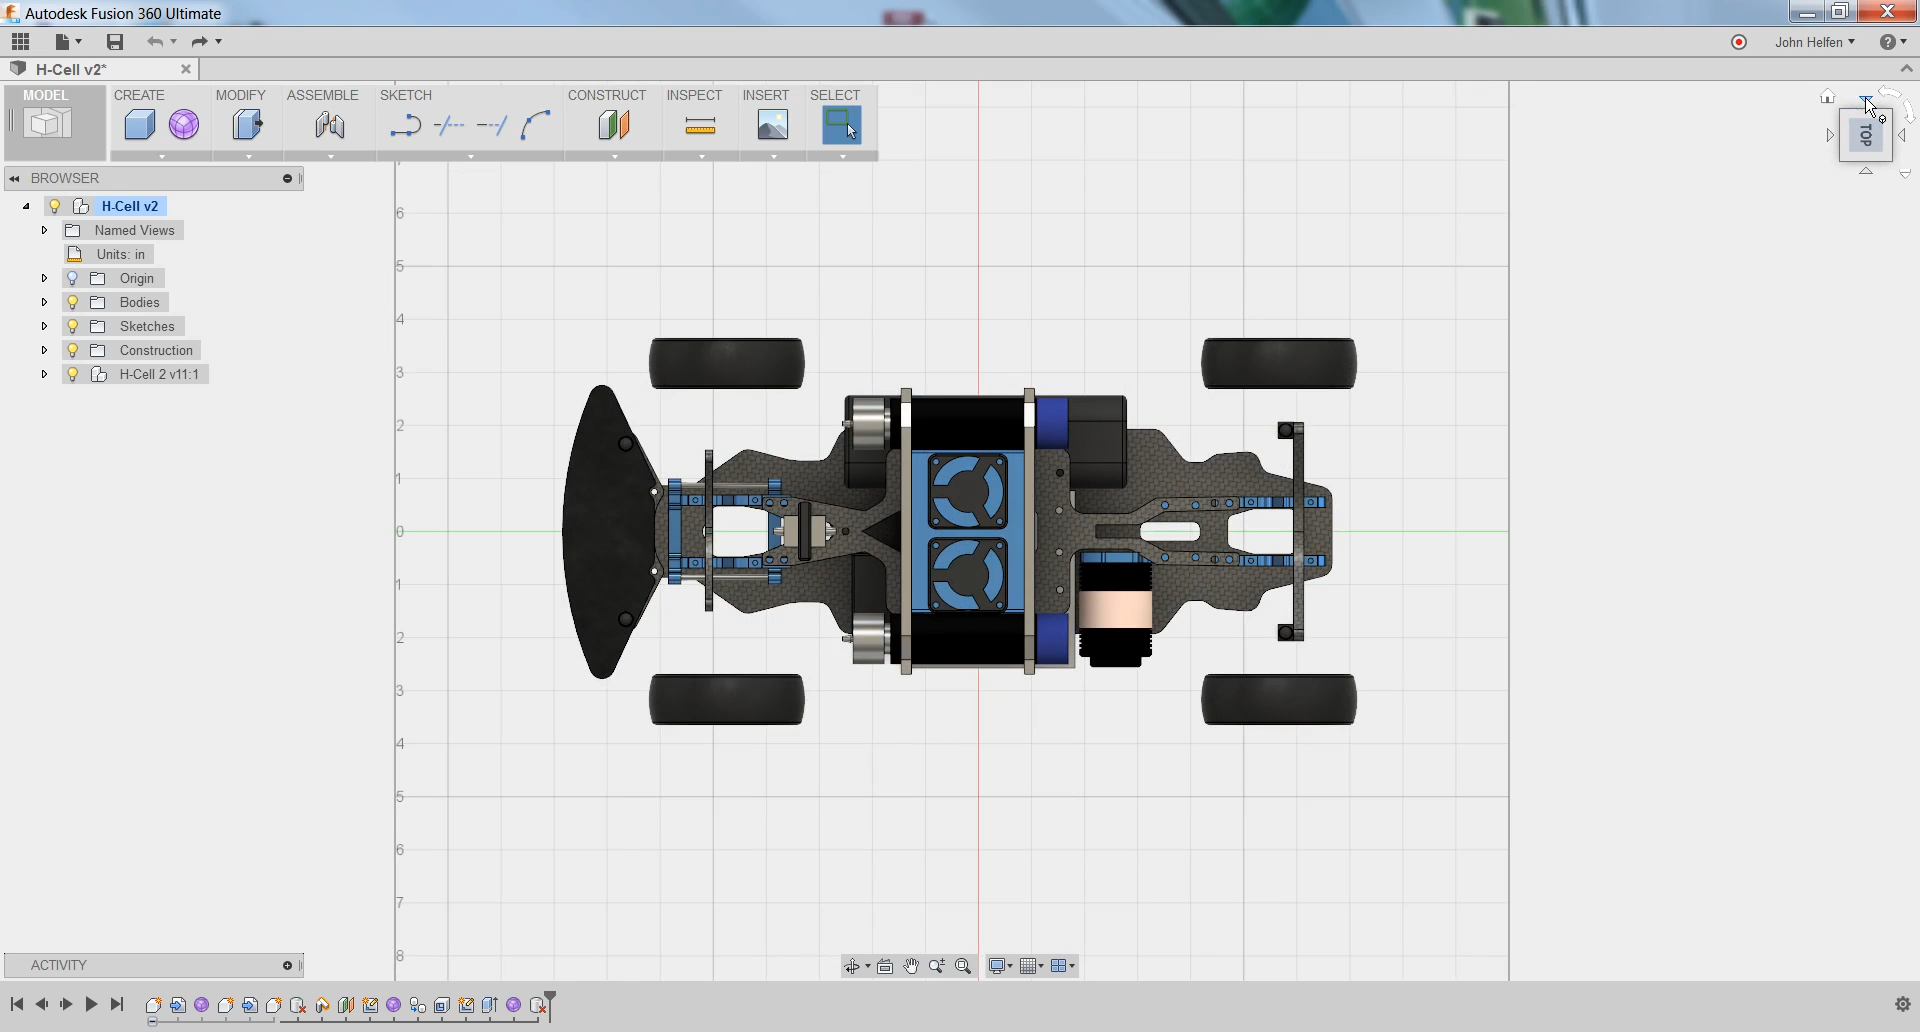 Autodesk Fusion 360 Ultimate
John Helfen
H-Cell v2*
MODEL
CREATE
MODIFY
ASSEMBLE
SKETCH
CONSTRUCT
INSPECT
INSERT
SELECT
TOP
BROWSER
H-Cell v2
Named Views
Units: in
Origin
Bodies
Sketches
Construction
H-Cell 2 v11:1
6
5
4
3
2
1
0
1
2
3
4
5
6
7
8
ACTIVITY